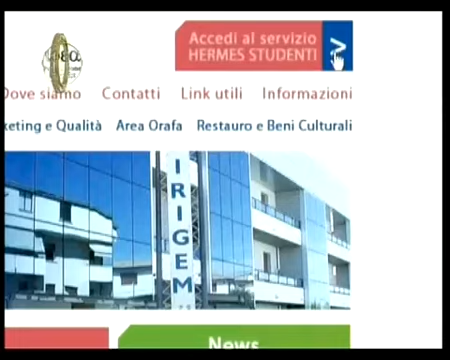 Accedi al servizio
HERMES STUDENTI >
Dove siamo Contatti Link utili Informazioni
keting e Qualità Area Orafa Restauro e Beni Culturali
IRIGEM
News